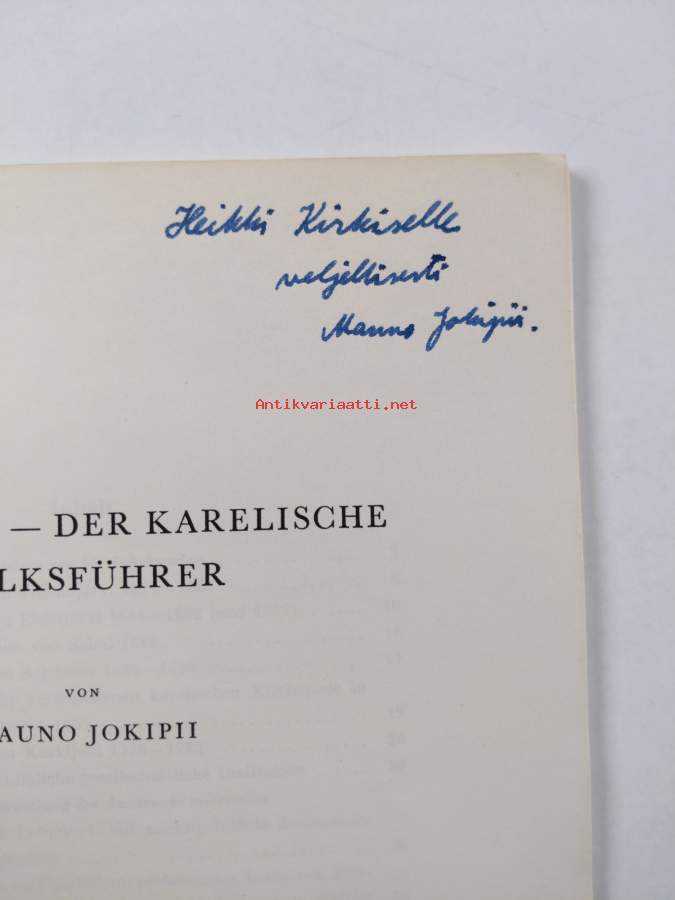 Heikki Kirkiselle
veljellisesti
Mauno Jokipii.
Antikvariaatti.net
— DER KARELISCHE
LKSFÜHRER
VON
AUNO JOKIPII